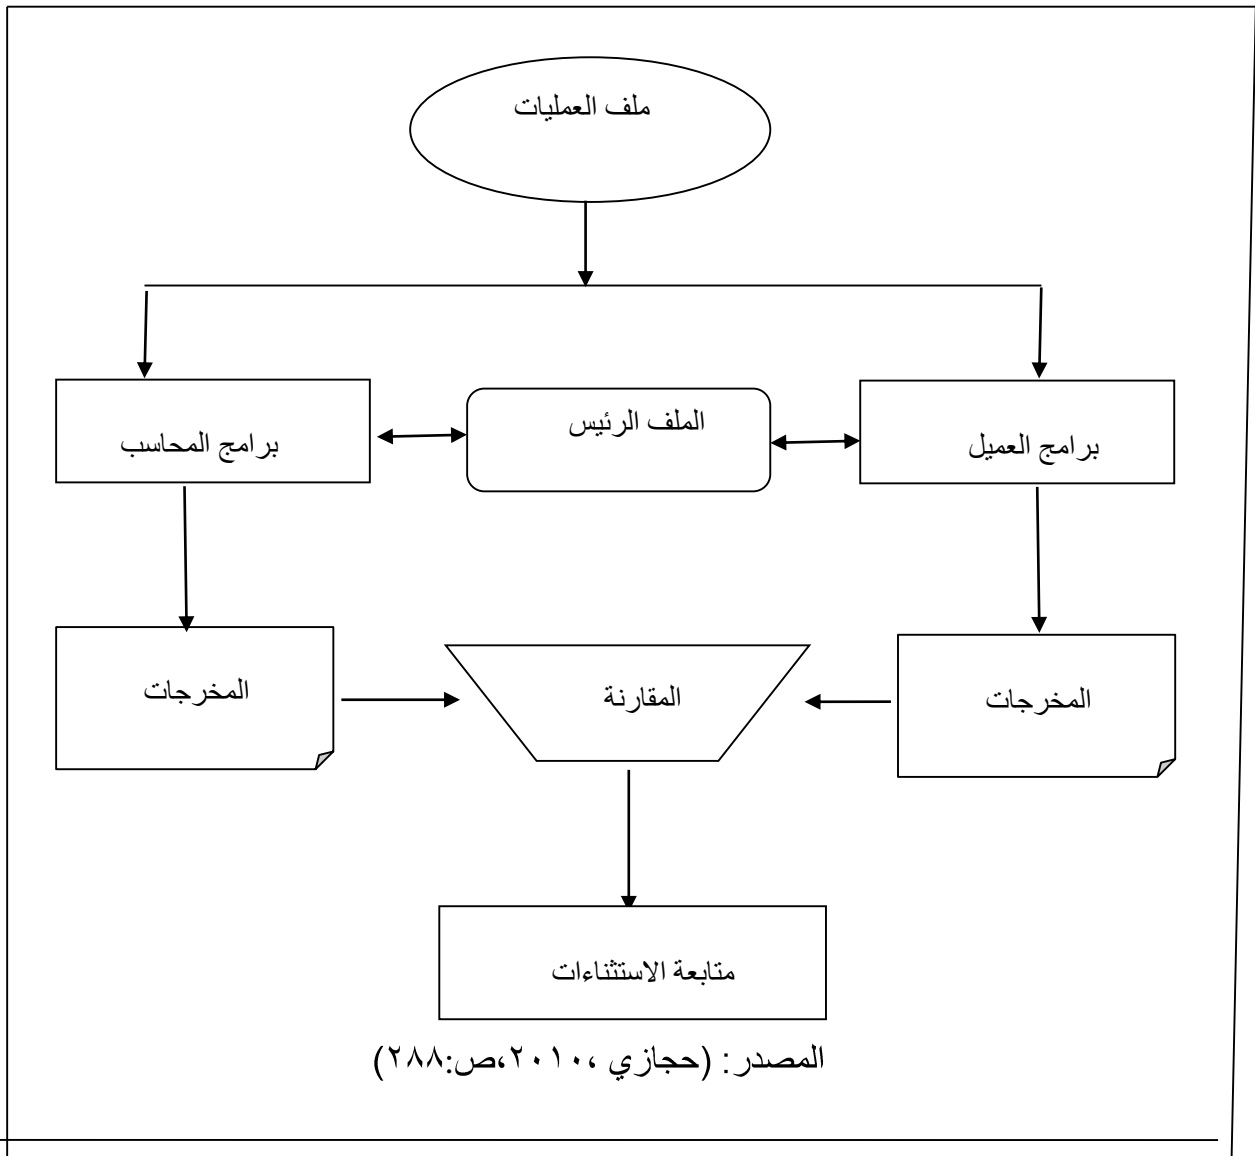 ملف العمليات
برامج العميل
الملف الرئيس
برامج المحاسب
المخرجات
المقارنة
المخرجات
متابعة الاستثناءات
المصدر: (حجازي ،٢٠١٠،ص:٢٨٨)